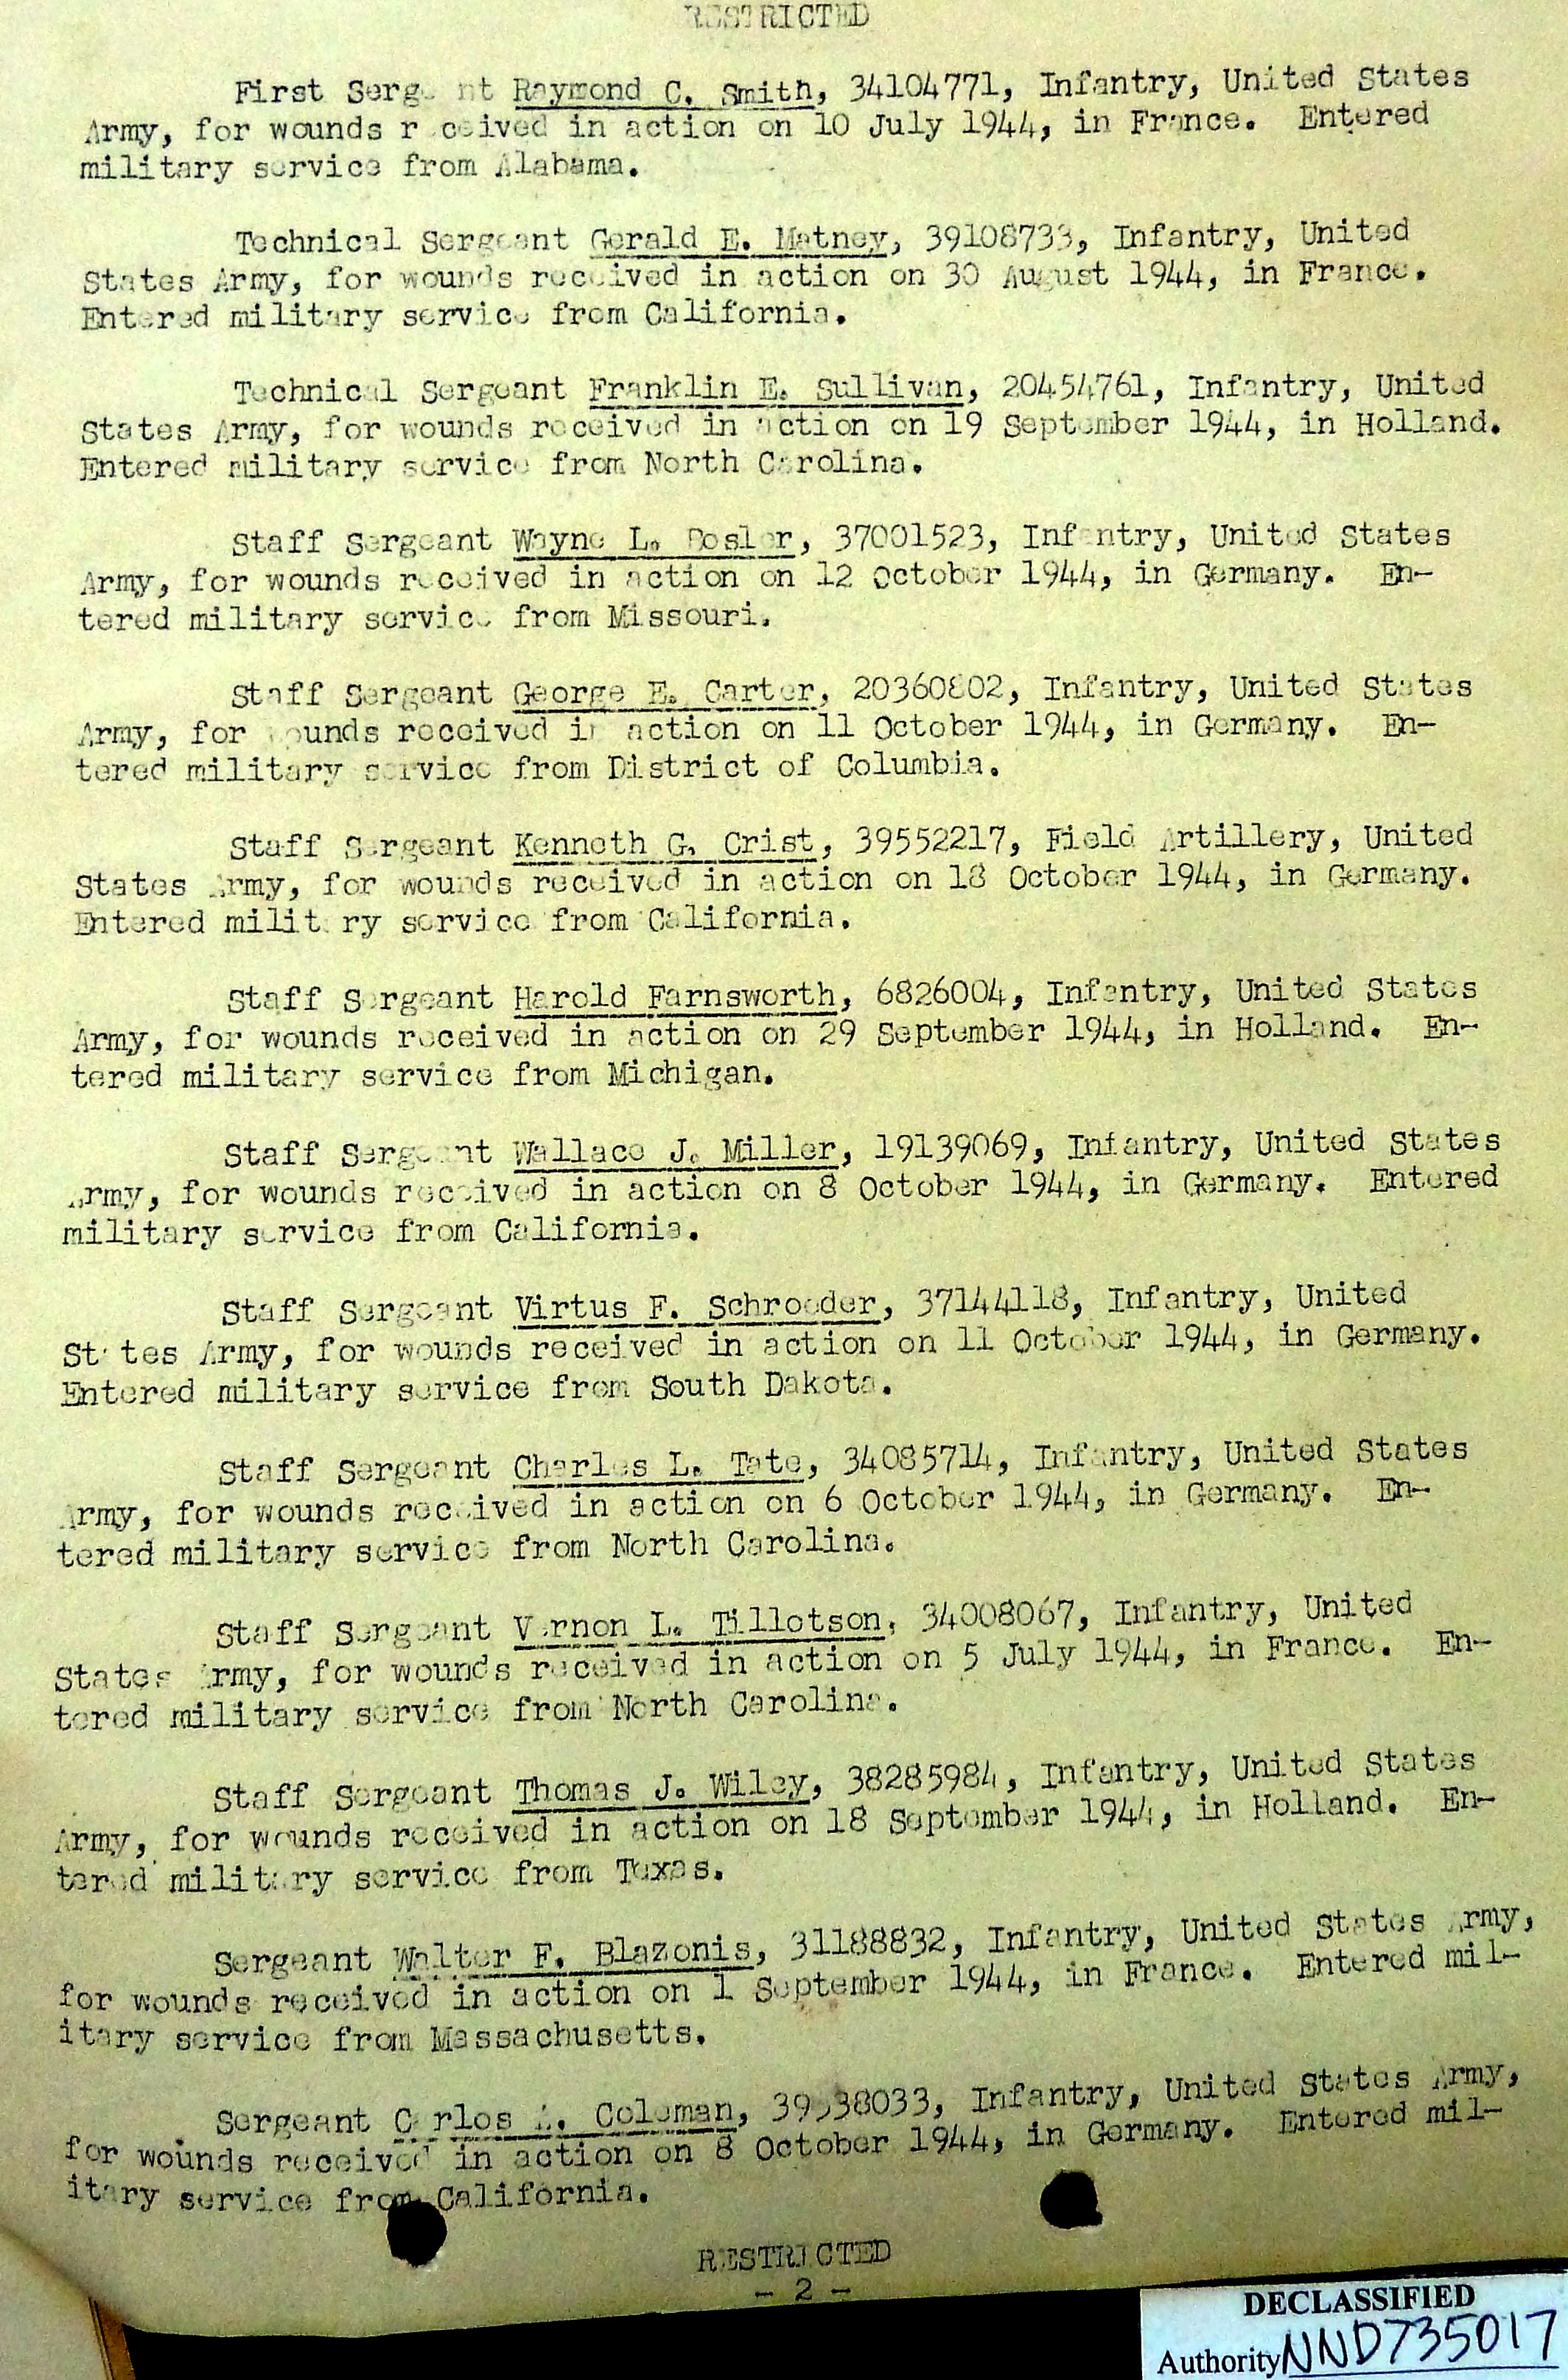 RESTRICTED
First Sergeant Raymond C. Smith, 34104771, Infantry, United States
Army, for wounds received in action on 10 July 1944, in France. Entered
military service from Alabama.
Technical Sergeant Gerald E. Matney, 39108733, Infantry, United
States Army, for wounds received in action on 30 August 1944, in France.
Entered military service from California.
Technical Sergeant Franklin E. Sullivan, 20454761, Infantry, United
States Army, for wounds received in action on 19 September 1944, in Holland.
Entered military service from North Carolina.
Staff Sergeant Wayne L. 37001523, Infantry, United States
Army, for wounds received in action on 12 October 1944, in Germany. En-
tered military service from Missouri.
Staff Sergeant George E. Carter, 20360802, Infantry, United States
Army, for wounds received in action on 11 October 1944, in Germany. En-
tered military service from District of Columbia.
Staff Sergeant Kenneth G. Crist, 39552217, Field Artillery, United
States Army, for wounds received in action on 18 October 1944, in Germany.
Entered military service from California.
Staff Sergeant Harold Farnsworth, 6826004, Infantry, United States
Army, for wounds received in action on 29 September 1944, in Holland. En-
tered military service from Michigan.
Staff Sergeant Wallace J. Miller, 19139069, Infantry, United States
Army, for wounds received in action on 8 October 1944, in Germany. Entered
military service from California.
Staff Sergeant Virtus F. Schroeder, 37144118, Infantry, United
States Army, for wounds received in action on 11 October 1944, in Germany.
Entered military service from South Dakota.
Staff Sergeant Charles L. Tate, 34085714, Infantry, United States
Army, for wounds received in action on 6 October 1944, in Germany. En-
tered military service from North Carolina.
Staff Sergeant Vernon L. Tillotson, 34008067, Infantry, United
States Army, for wounds received in action on 5 July 1944, in France. En-
tered military service from North Carolina.
Staff Sergeant Thomas J. Wiley, 38285984, Infantry, United States
Army, for wounds received in action on 18 September 1944, in Holland. En-
tered military service from Texas.
Sergeant Walter F. Blazonis, 31188832, Infantry, United States Army,
for wounds received in action on 1 September 1944, in France. Entered mil-
itary service from Massachusetts.
Sergeant Carlos Coleman, Infantry, United States Army,
for wounds received in action on 8 October 1944, in Germany. Entered mil-
itary service from California.
RESTRICTED
- 2 -
DECLASSIFIED
Authority NND735017